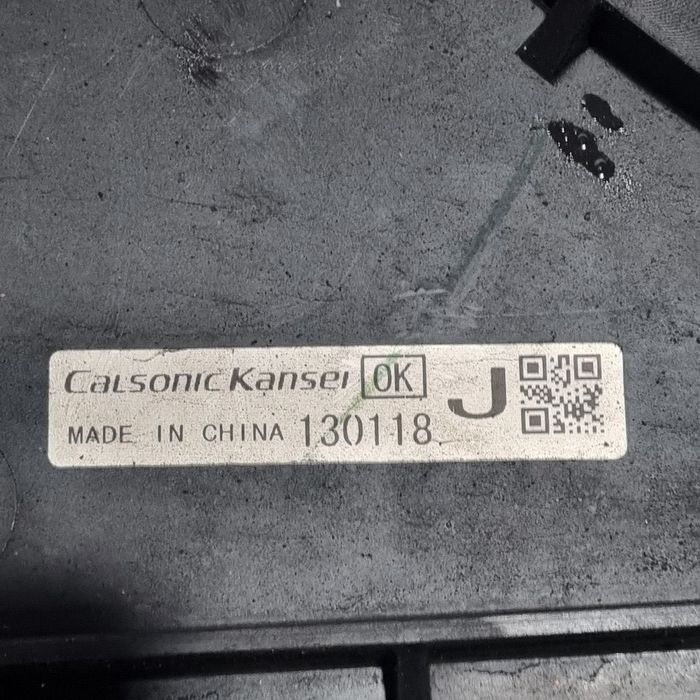 CALSONIC KANSEI OK J
MADE IN CHINA 130118